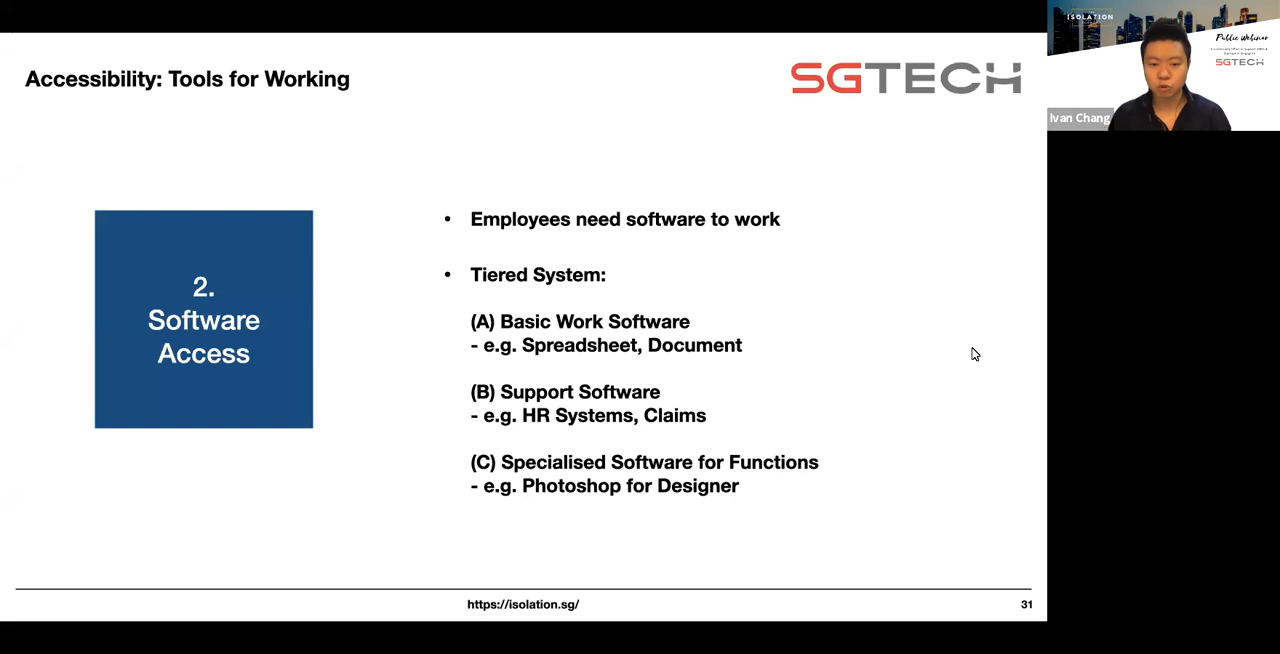 Accessibility: Tools for Working
SGTECH
2.
Software
Access
• Employees need software to work
• Tiered System:
(A) Basic Work Software
- e.g. Spreadsheet, Document
(B) Support Software
- e.g. HR Systems, Claims
(C) Specialised Software for Functions
- e.g. Photoshop for Designer
https://isolation.sg/
31
ISOLATION
Public Webinar
SGTECH
Ivan Chang